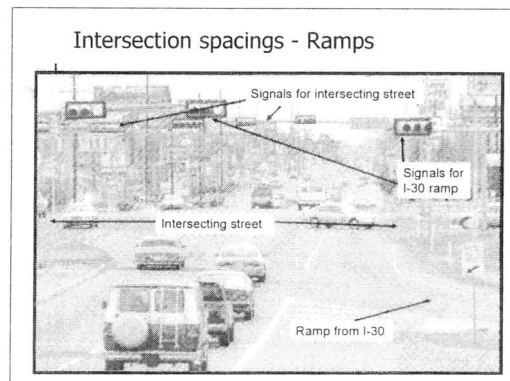 Intersection spacings - Ramps
Signals for intersecting street
Signals for
I-30 ramp
Intersecting street
Ramp from I-30